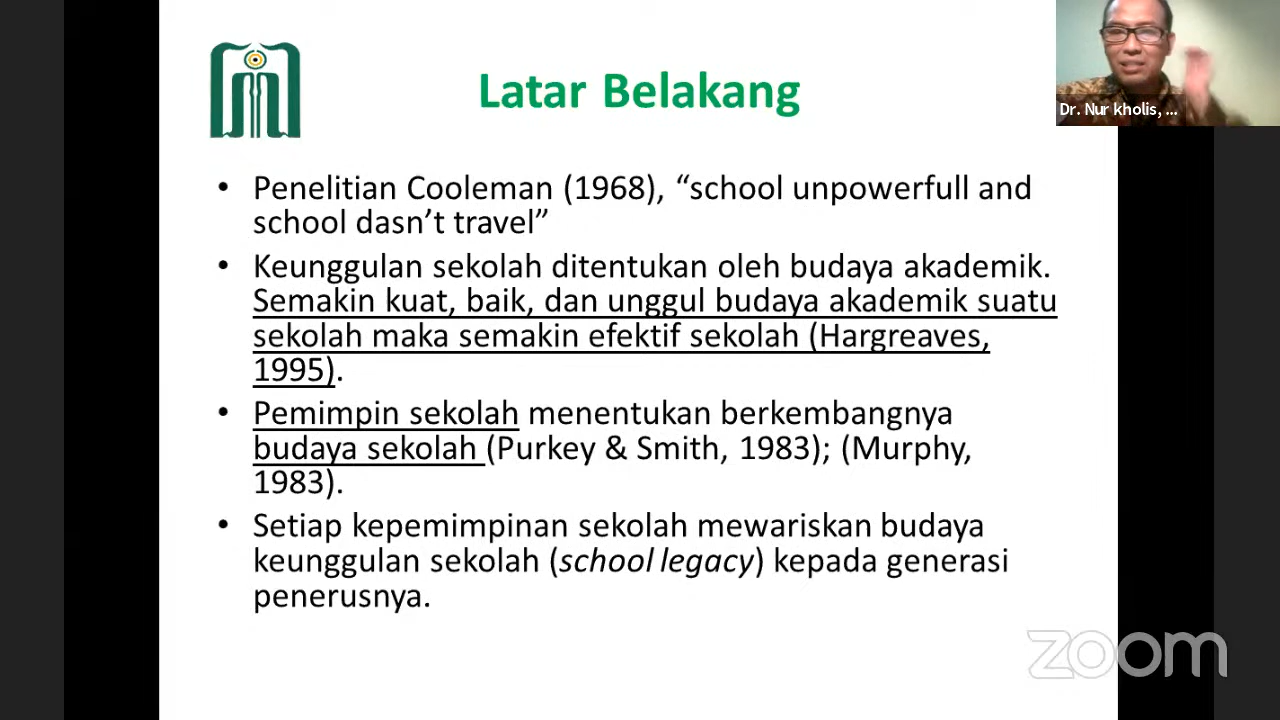 Latar Belakang
Dr. Nur kholis, ...
• Penelitian Cooleman (1968), “school unpowerfull and
school dasn’t travel”
• Keunggulan sekolah ditentukan oleh budaya akademik.
Semakin kuat, baik, dan unggul budaya akademik suatu
sekolah maka semakin efektif sekolah (Hargreaves,
1995).
• Pemimpin sekolah menentukan berkembangnya
budaya sekolah (Purkey & Smith, 1983); (Murphy,
1983).
• Setiap kepemimpinan sekolah mewariskan budaya
keunggulan sekolah (school legacy) kepada generasi
penerusnya.
zoom